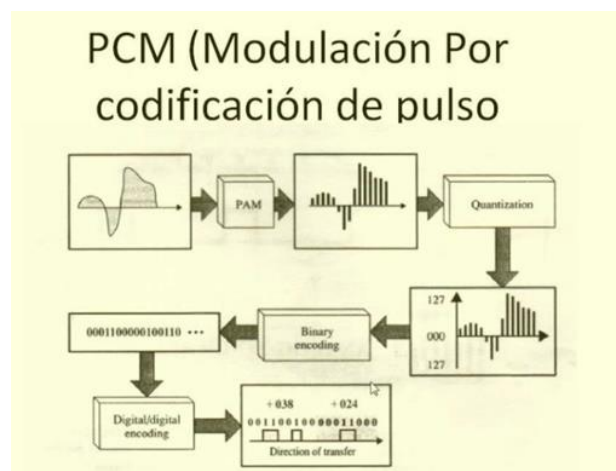 PCM (Modulación Por
codificación de pulso
PAM
Quantization
127
000
127
0001100000100110 •••
Binary
encoding
Digital/digital
encoding
+038 +024
0011001000011000
Direction of transfer